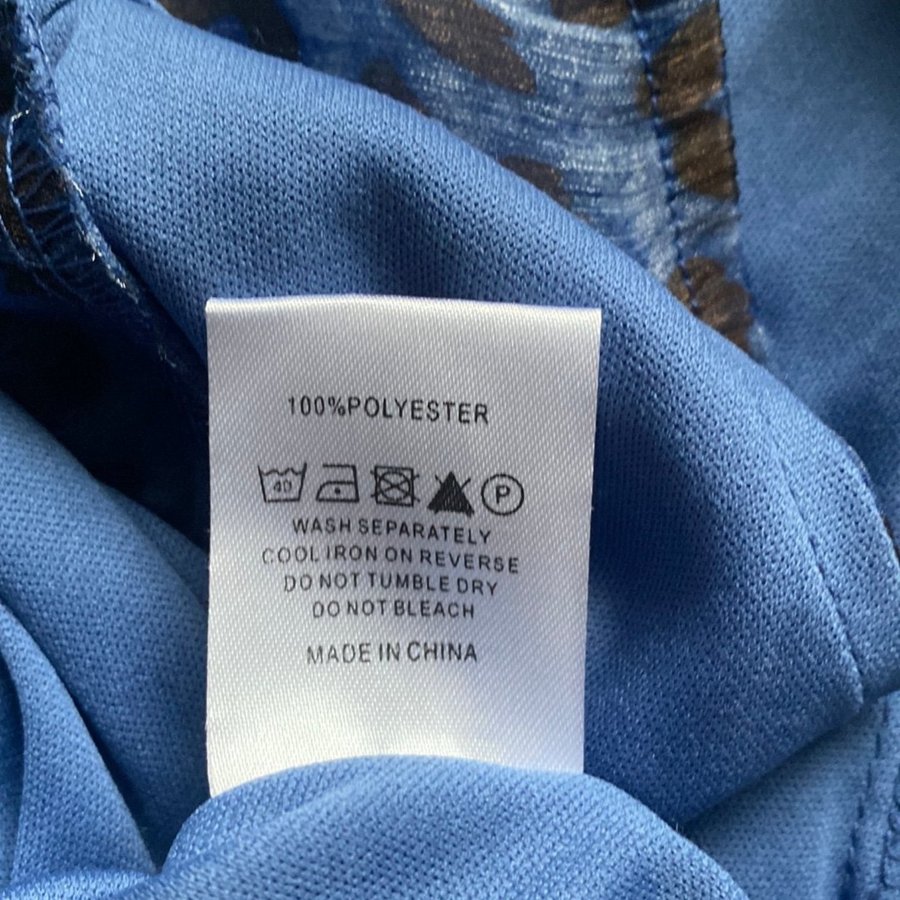 100%POLYESTER
40 P
WASH SEPARATELY
COOL IRON ON REVERSE
DO NOT TUMBLE DRY
DO NOT BLEACH
MADE IN CHINA